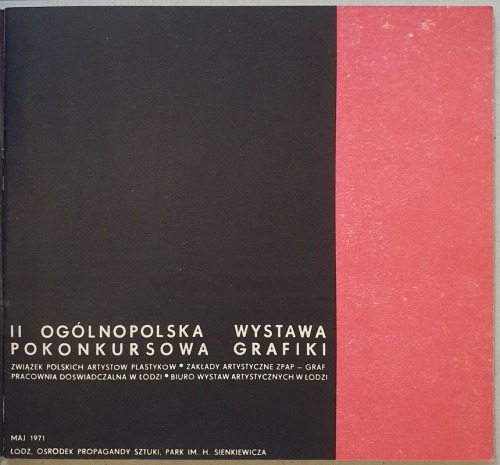 II OGÓLNOPOLSKA WYSTAWA
POKONKURSOWA GRAFIKI
ZWIĄZEK POLSKICH ARTYSTÓW PLASTYKÓW • ZAKŁADY ARTYSTYCZNE ZPAP – GRAF
PRACOWNIA DOŚWIADCZALNA W ŁODZI • BIURO WYSTAW ARTYSTYCZNYCH W ŁODZI
MAJ 1971
ŁÓDŹ, OŚRODEK PROPAGANDY SZTUKI, PARK IM. H. SIENKIEWICZA